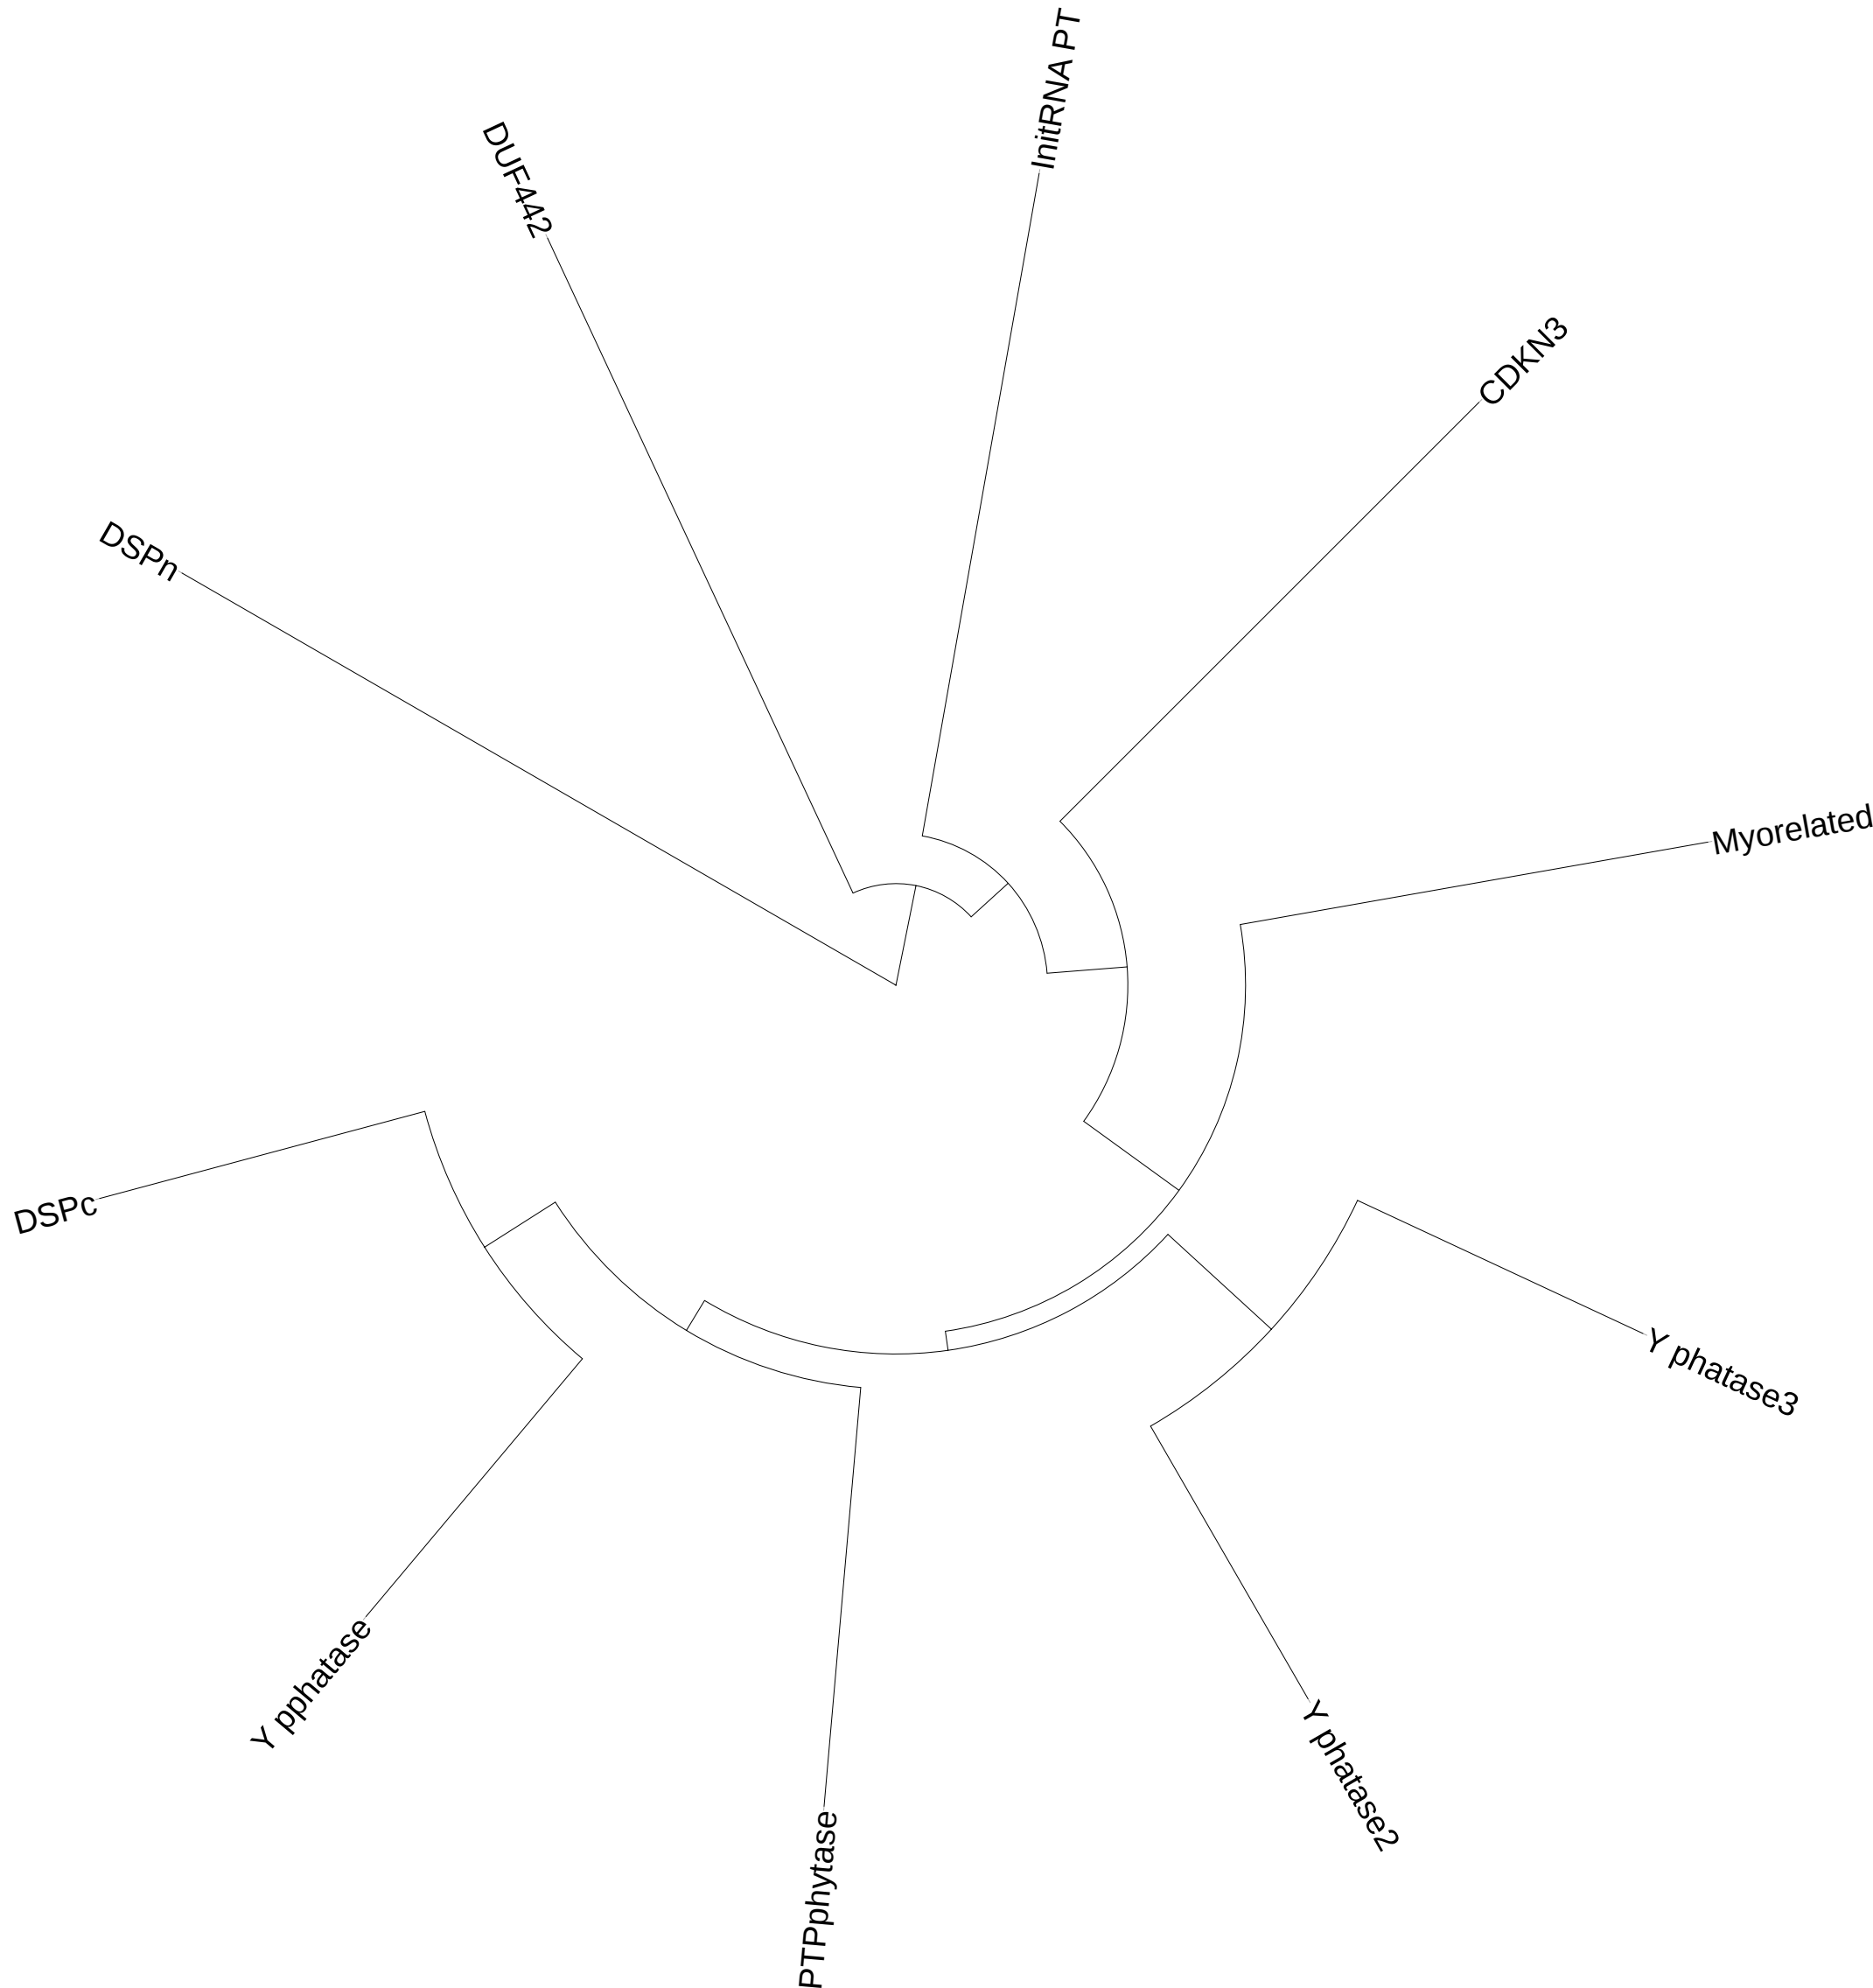 InitRNA PT
DUF442
CDKN3
DSPn
Myorelated
DSPc
Y phatase3
Y pphatase
Y phatase2
PTPphytase